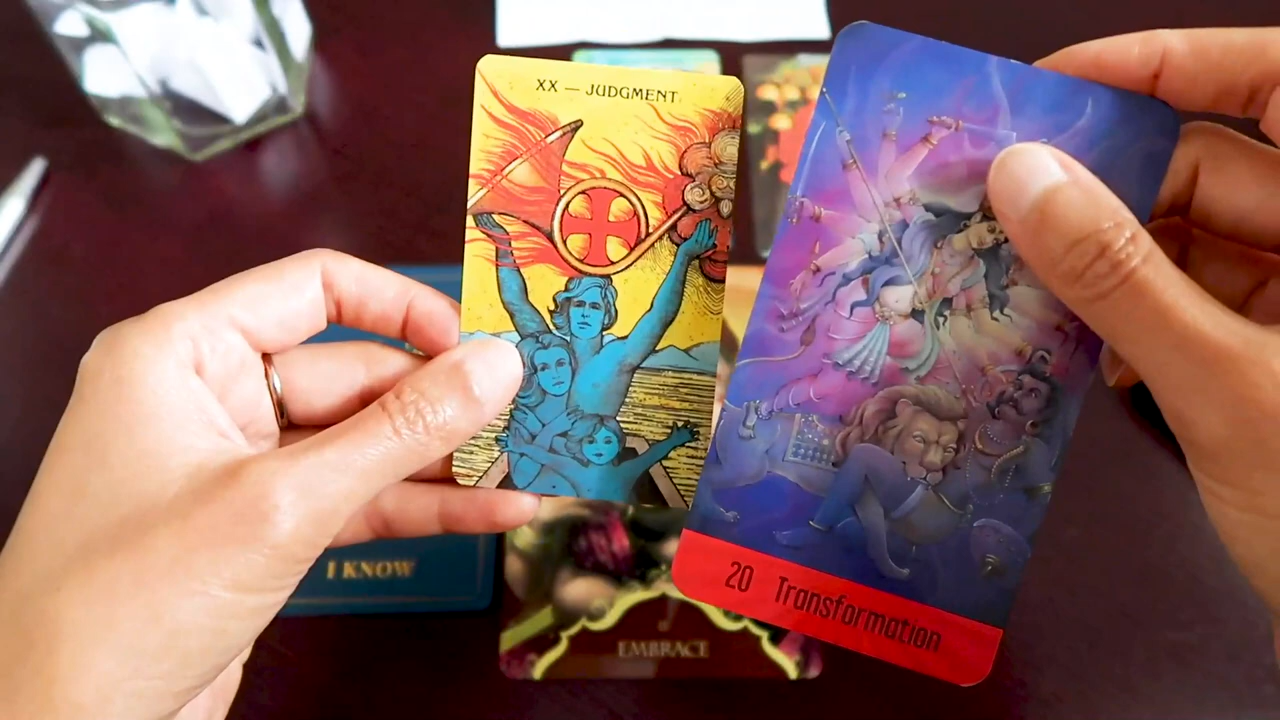 XX — JUDGMENT
I KNOW
EMBRACE
20 Transformation